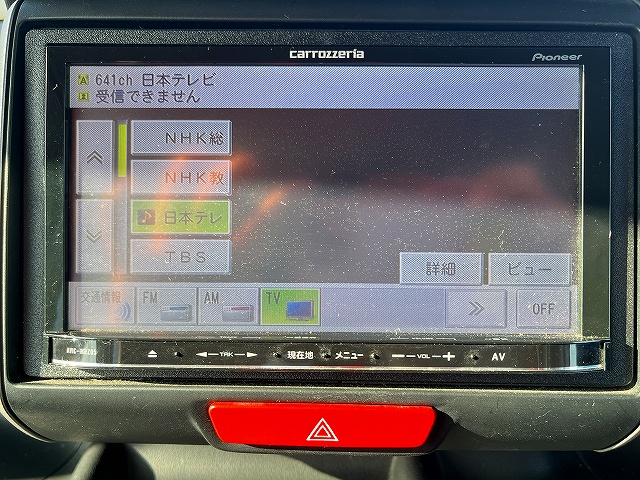 carrozzeria
Pioneer
A 641ch 日本テレビ
B 受信できません
NHK総
NHK教
日本テレ
TBS
詳細 ビュー
交通情報 FM AM TV OFF
TRK 現在地 メニュー VOL AV